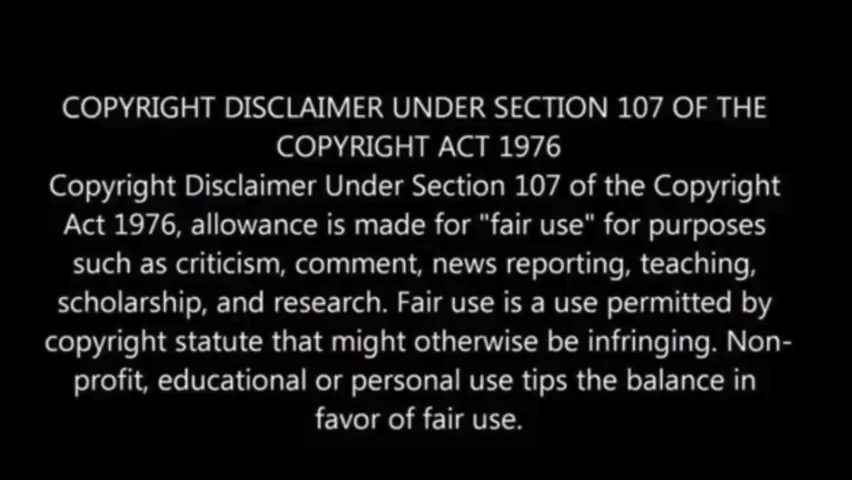 COPYRIGHT DISCLAIMER UNDER SECTION 107 OF THE
COPYRIGHT ACT 1976
Copyright Disclaimer Under Section 107 of the Copyright
Act 1976, allowance is made for "fair use" for purposes
such as criticism, comment, news reporting, teaching,
scholarship, and research. Fair use is a use permitted by
copyright statute that might otherwise be infringing. Non-
profit, educational or personal use tips the balance in
favor of fair use.